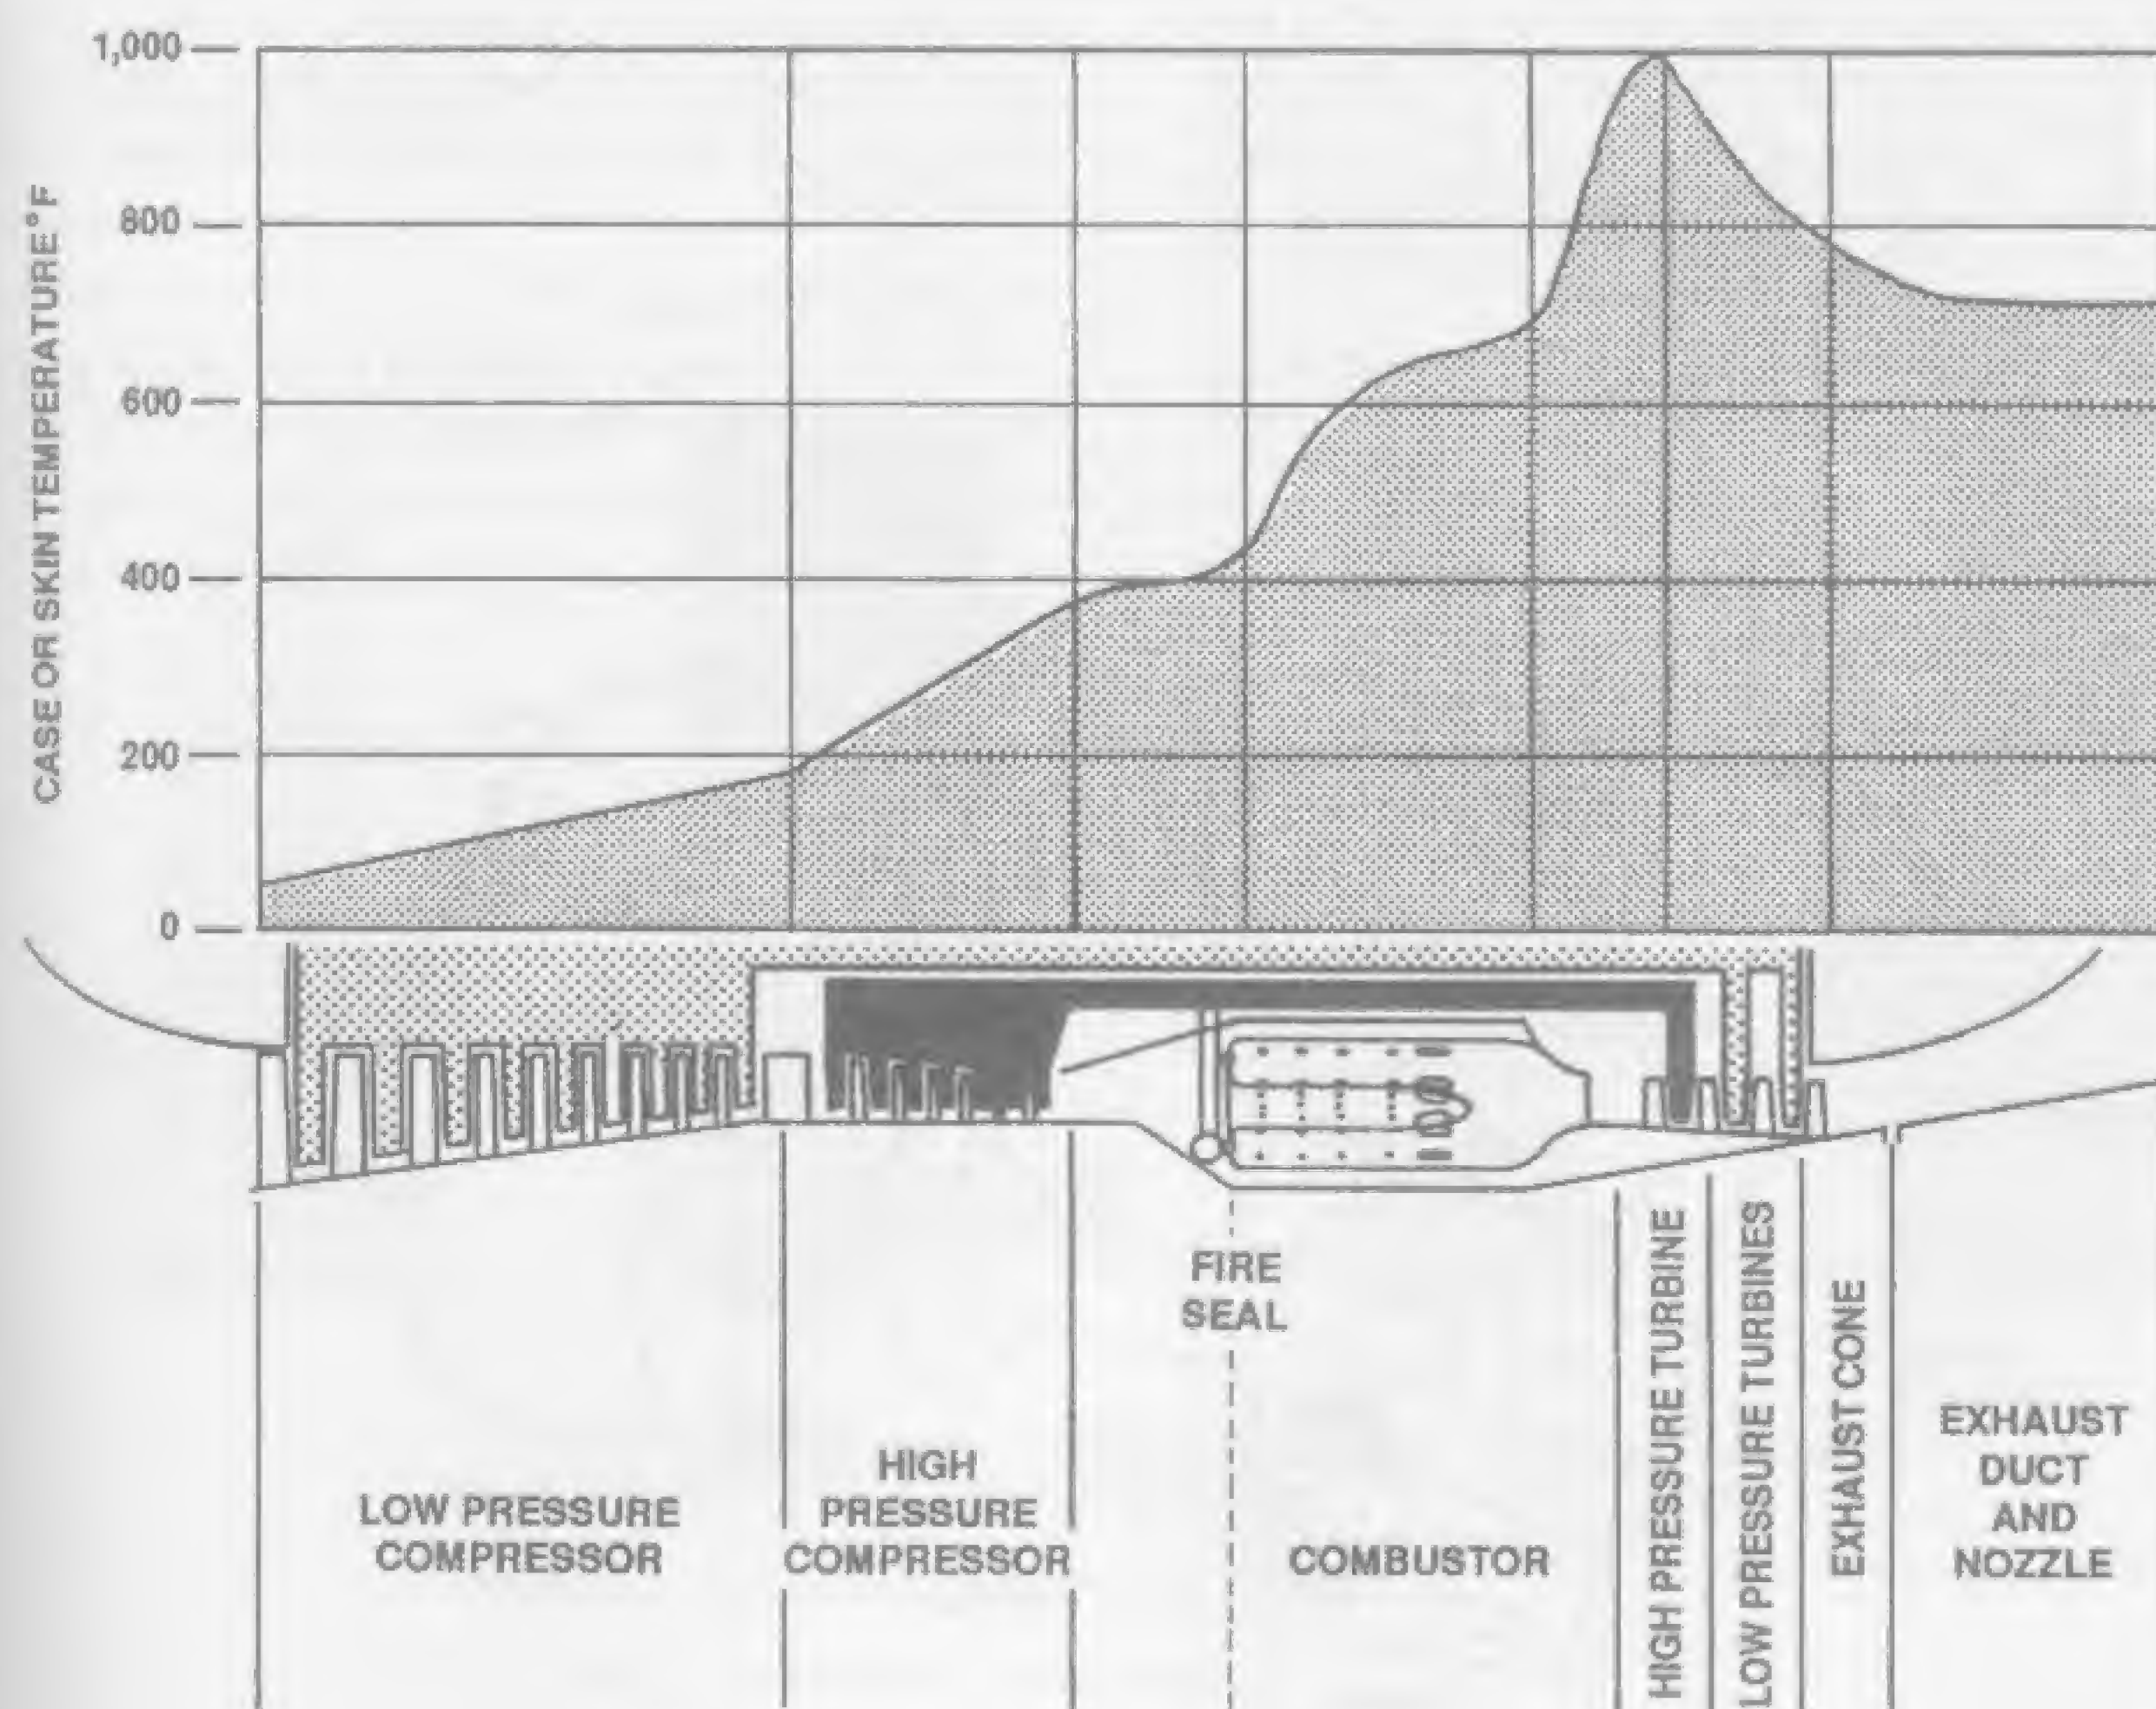 1,000
800
600
400
200
0
CASE OR SKIN TEMPERATURE°F
FIRE
SEAL
LOW PRESSURE
COMPRESSOR
HIGH
PRESSURE
COMPRESSOR
COMBUSTOR
HIGH PRESSURE TURBINE
LOW PRESSURE TURBINES
EXHAUST CONE
EXHAUST
DUCT
AND
NOZZLE